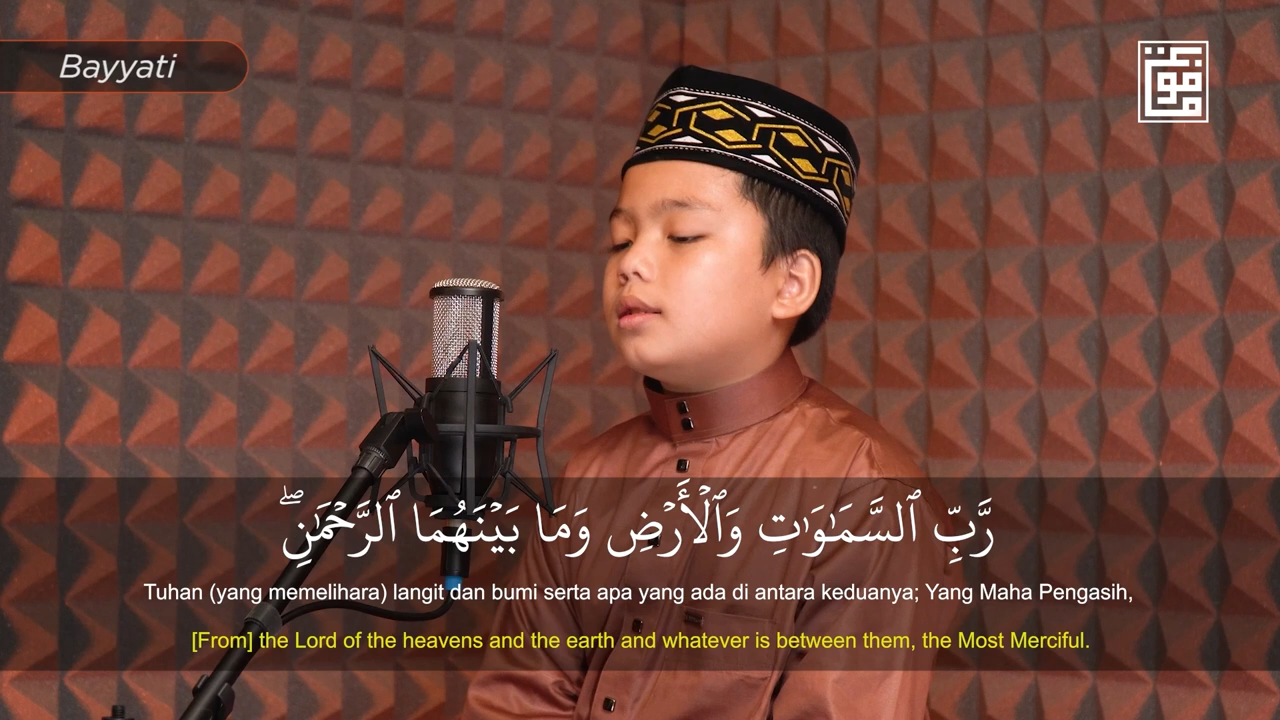 Bayyati
رَّبِّ ٱلسَّمَٰوَٰتِ وَٱلْأَرْضِ وَمَا بَيْنَهُمَا ٱلرَّحْمَٰنِ ۖ
Tuhan (yang memelihara) langit dan bumi serta apa yang ada di antara keduanya; Yang Maha Pengasih,
[From] the Lord of the heavens and the earth and whatever is between them, the Most Merciful.